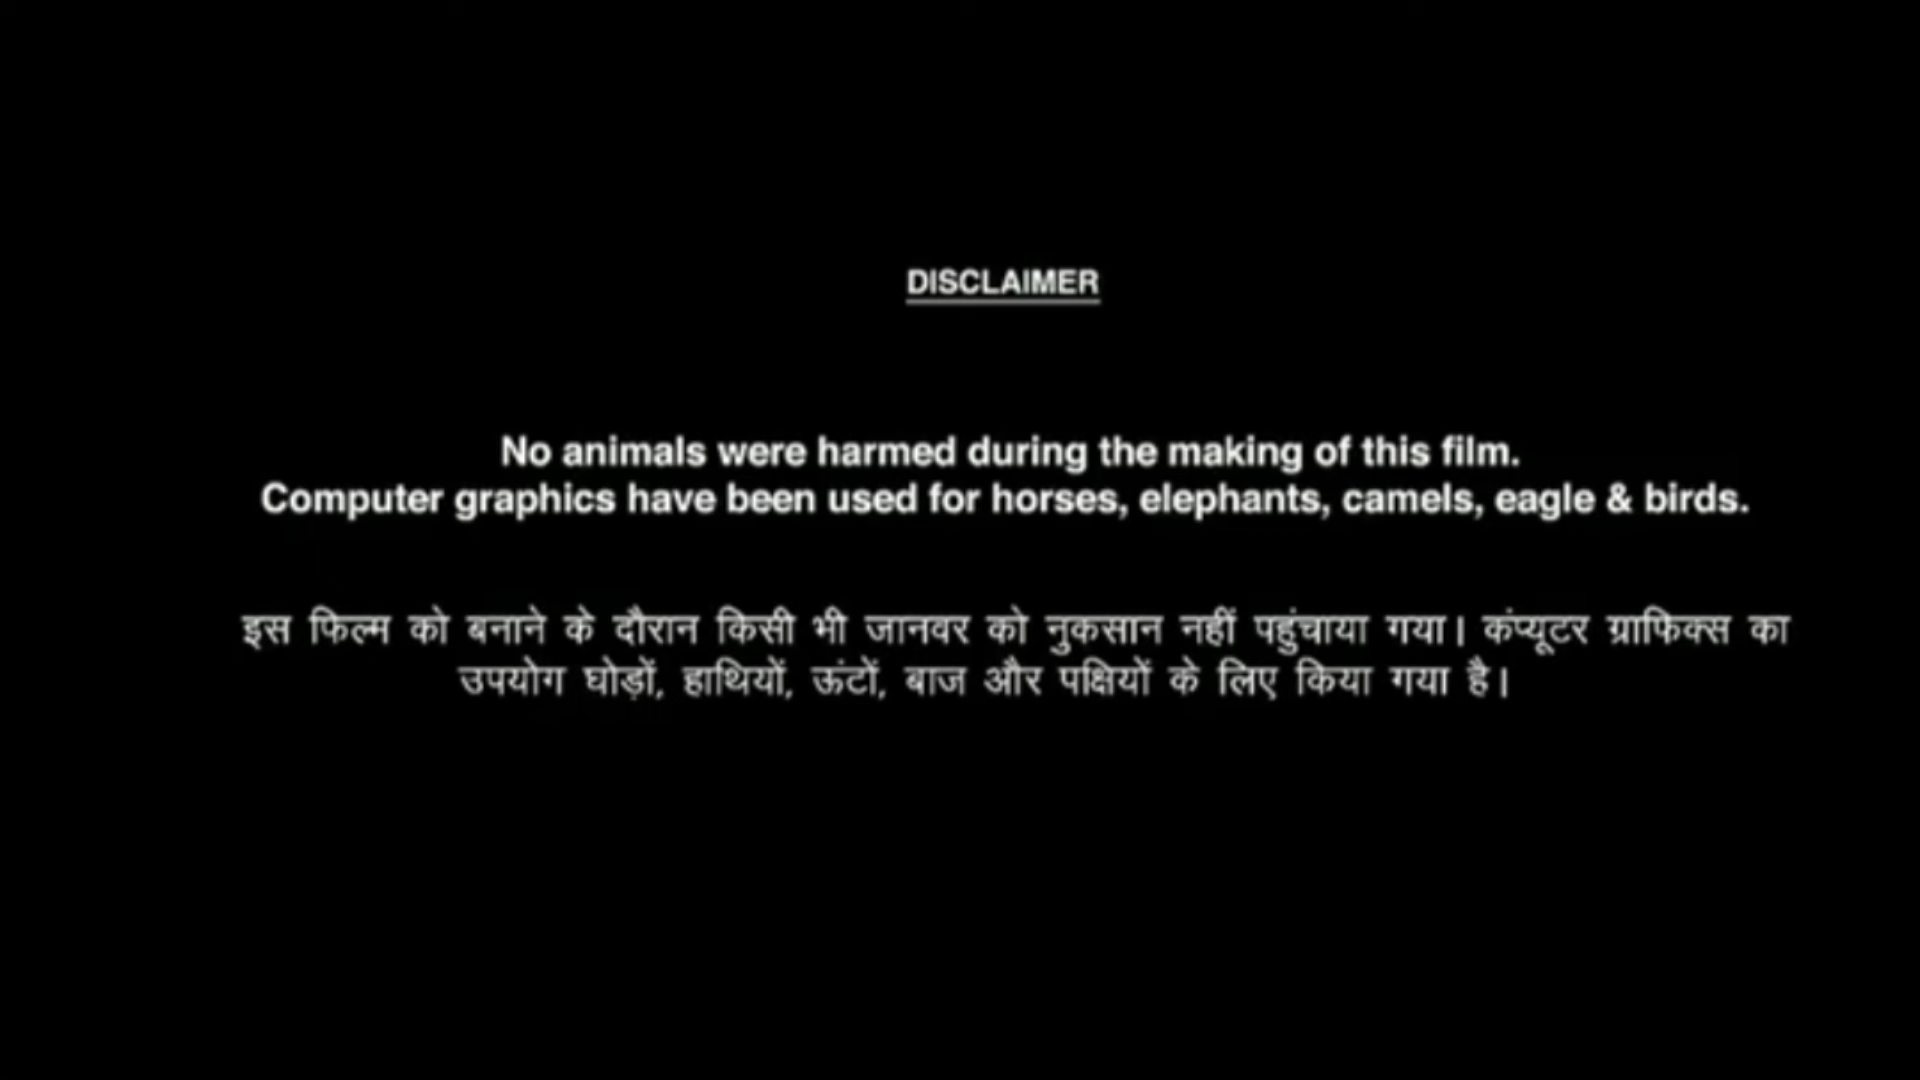 DISCLAIMER
No animals were harmed during the making of this film.
Computer graphics have been used for horses, elephants, camels, eagle & birds.
इस फिल्म को बनाने के दौरान किसी भी जानवर को नुकसान नहीं पहुंचाया गया। कंप्यूटर ग्राफिक्स का
उपयोग घोड़ों, हाथियों, ऊंटों, बाज और पक्षियों के लिए किया गया है।